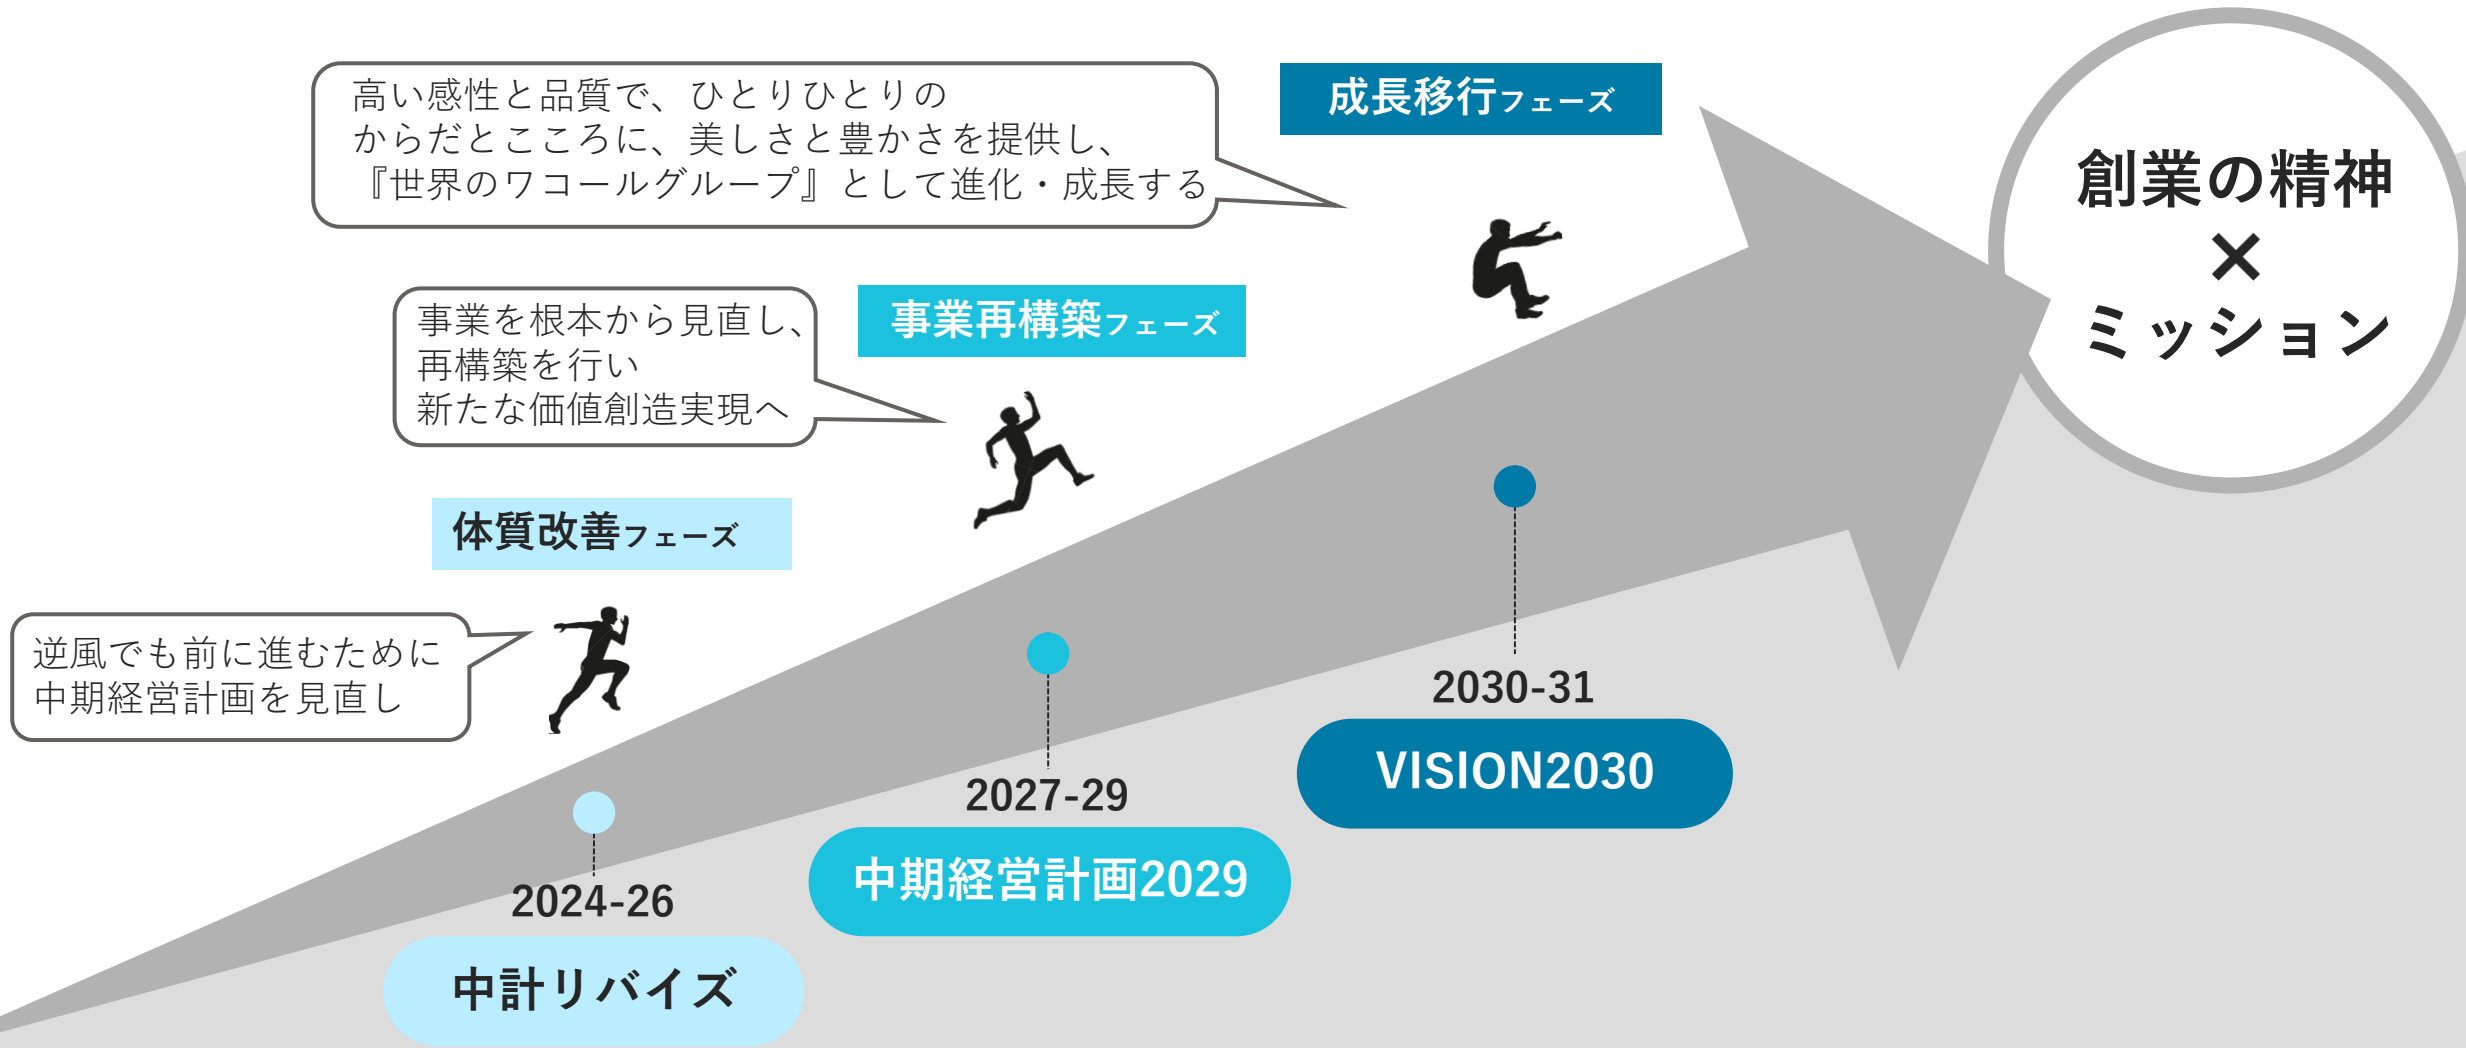 高い感性と品質で、ひとりひとりの
からだとこころに、美しさと豊かさを提供し、
『世界のワコールグループ』として進化・成長する
成長移行フェーズ
創業の精神
×
ミッション
事業を根本から見直し、
再構築を行い
新たな価値創造実現へ
事業再構築フェーズ
体質改善フェーズ
逆風でも前に進むために
中期経営計画を見直し
2030-31
VISION2030
2027-29
中期経営計画2029
2024-26
中計リバイズ